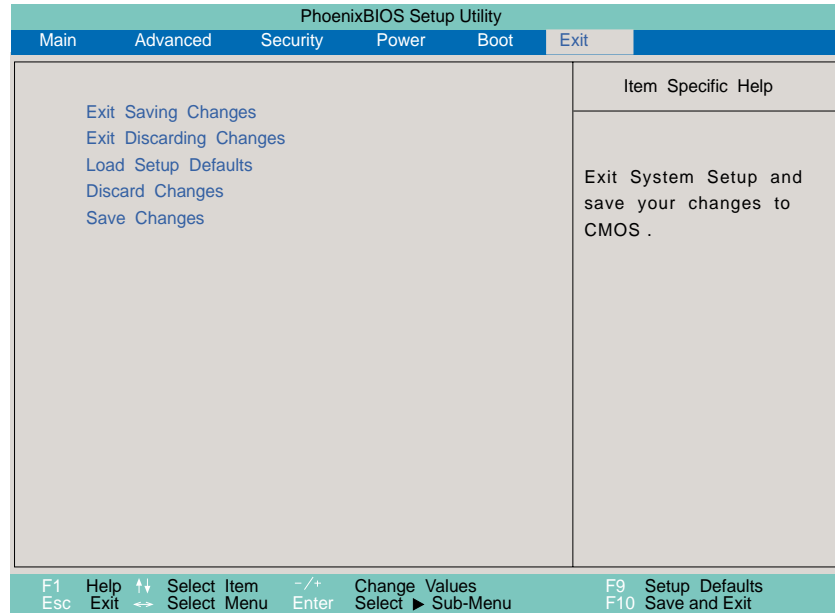 PhoenixBIOS Setup Utility
Main Advanced Security Power Boot Exit
Item Specific Help
Exit Saving Changes
Exit Discarding Changes
Load Setup Defaults
Discard Changes
Save Changes
Exit System Setup and
save your changes to
CMOS .
F1 Help ↑↓ Select Item -/+ Change Values F9 Setup Defaults
Esc Exit ↔ Select Menu Enter Select ▶ Sub-Menu F10 Save and Exit